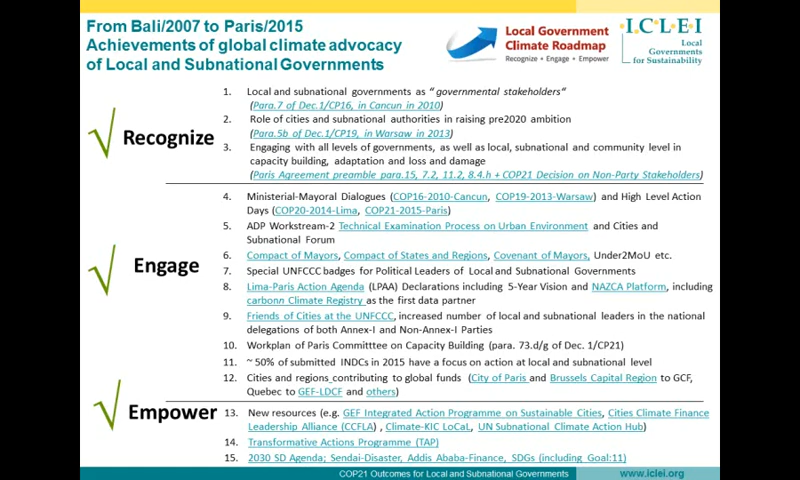 From Bali/2007 to Paris/2015
Achievements of global climate advocacy
of Local and Subnational Governments
Local Government
Climate Roadmap
Recognize • Engage • Empower
I.C.L.E.I
Local
Governments
for Sustainability
√ Recognize
1. Local and subnational governments as "governmental stakeholders"
(Para.7 of Dec.1/CP16, in Cancun in 2010)
2. Role of cities and subnational authorities in raising pre2020 ambition
(Para.5b of Dec.1/CP19, in Warsaw in 2013)
3. Engaging with all levels of governments, as well as local, subnational and community level in
capacity building, adaptation and loss and damage
(Paris Agreement preamble para.15, 7.2, 11.2, 8.4.h + COP21 Decision on Non-Party Stakeholders)
√ Engage
4. Ministerial-Mayoral Dialogues (COP16-2010-Cancun, COP19-2013-Warsaw) and High Level Action
Days (COP20-2014-Lima, COP21-2015-Paris)
5. ADP Workstream-2 Technical Examination Process on Urban Environment and Cities and
Subnational Forum
6. Compact of Mayors, Compact of States and Regions, Covenant of Mayors, Under2MoU etc.
7. Special UNFCCC badges for Political Leaders of Local and Subnational Governments
8. Lima-Paris Action Agenda (LPAA) Declarations including 5-Year Vision and NAZCA Platform, including
carbonn Climate Registry as the first data partner
9. Friends of Cities at the UNFCCC, increased number of local and subnational leaders in the national
delegations of both Annex-I and Non-Annex-I Parties
10. Workplan of Paris Committtee on Capacity Building (para. 73.d/g of Dec. 1/CP21)
11. ~ 50% of submitted INDCs in 2015 have a focus on action at local and subnational level
12. Cities and regions contributing to global funds (City of Paris and Brussels Capital Region to GCF,
Quebec to GEF-LDCF and others)
√ Empower
13. New resources (e.g. GEF Integrated Action Programme on Sustainable Cities, Cities Climate Finance
Leadership Alliance (CCFLA) , Climate-KIC LoCaL, UN Subnational Climate Action Hub)
14. Transformative Actions Programme (TAP)
15. 2030 SD Agenda; Sendai-Disaster, Addis Ababa-Finance, SDGs (including Goal:11)
COP21 Outcomes for Local and Subnational Governments
www.iclei.org